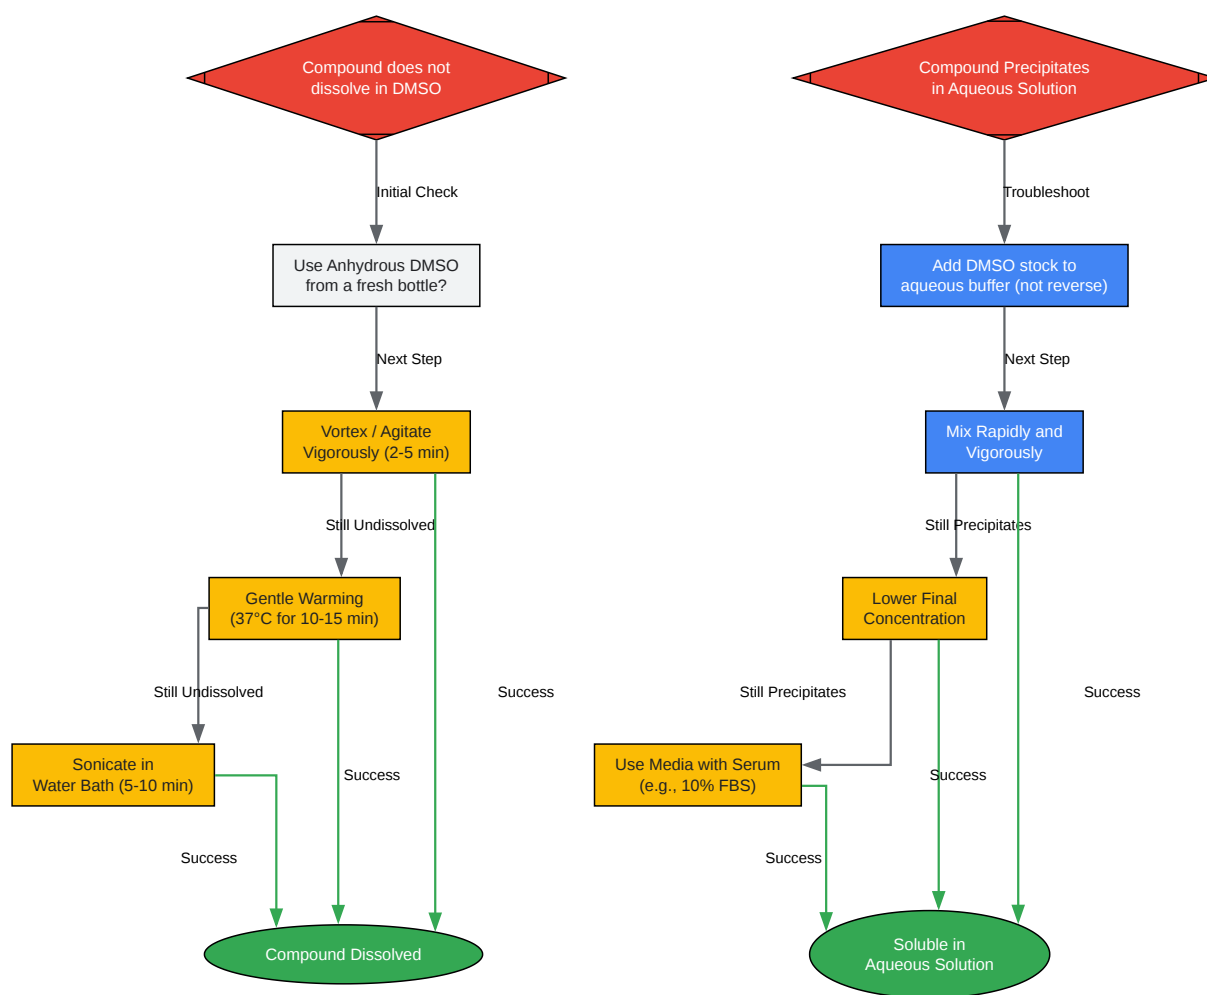 Compound does not
dissolve in DMSO
Initial Check
Use Anhydrous DMSO
from a fresh bottle?
Next Step
Vortex / Agitate
Vigorously (2-5 min)
Still Undissolved
Gentle Warming
(37°C for 10-15 min)
Still Undissolved
Success
Sonicate in
Water Bath (5-10 min)
Success
Success
Compound Dissolved
Compound Precipitates
in Aqueous Solution
Troubleshoot
Add DMSO stock to
aqueous buffer (not reverse)
Next Step
Mix Rapidly and
Vigorously
Still Precipitates
Lower Final
Concentration
Still Precipitates
Success
Use Media with Serum
(e.g., 10% FBS)
Success
Success
Soluble in
Aqueous Solution